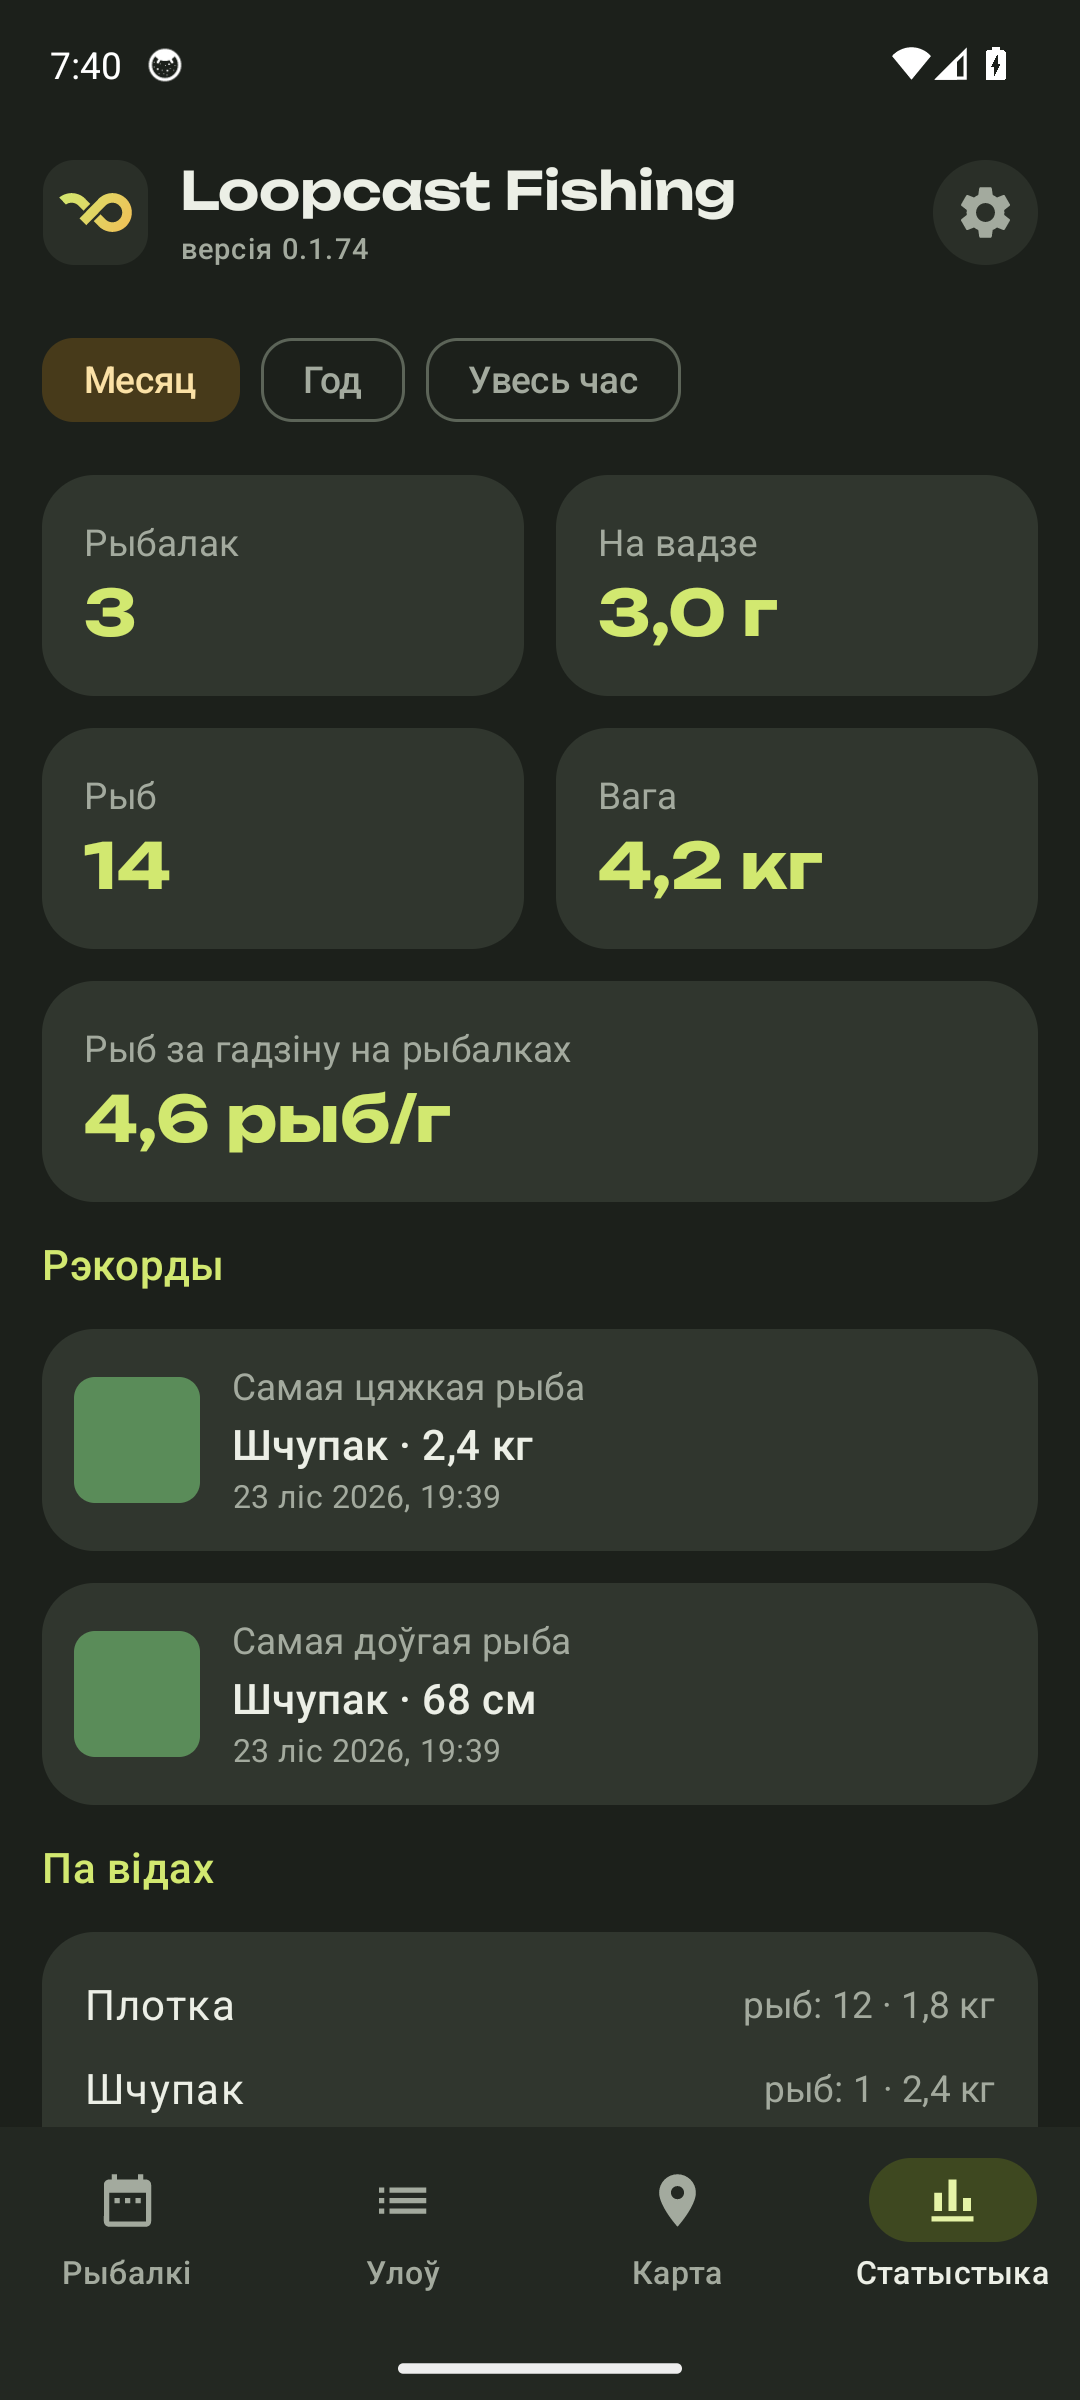 7:40
Loopcast Fishing
версія 0.1.74
Месяц
Год
Увесь час
Рыбалак
3
На вадзе
3,0 г
Рыб
14
Вага
4,2 кг
Рыб за гадзіну на рыбалках
4,6 рыб/г
Рэкорды
Самая цяжкая рыба
Шчупак · 2,4 кг
23 ліс 2026, 19:39
Самая доўгая рыба
Шчупак · 68 см
23 ліс 2026, 19:39
Па відах
Плотка
рыб: 12 · 1,8 кг
Шчупак
рыб: 1 · 2,4 кг
Рыбалкі
Улоў
Карта
Статыстыка